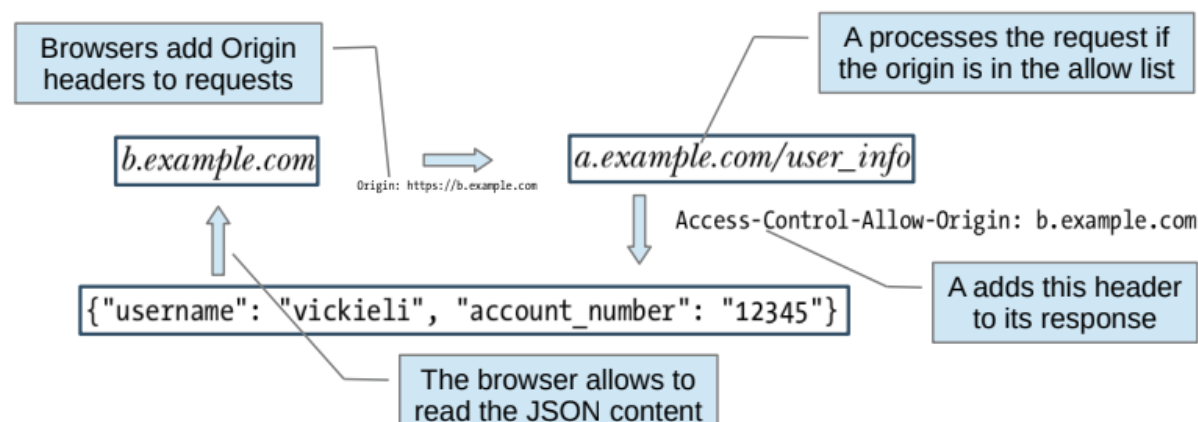 Browsers add Origin
headers to requests
A processes the request if
the origin is in the allow list
b.example.com
Origin: https://b.example.com
a.example.com/user_info
Access-Control-Allow-Origin: b.example.com
{"username": "vickieli", "account_number": "12345"}
A adds this header
to its response
The browser allows to
read the JSON content